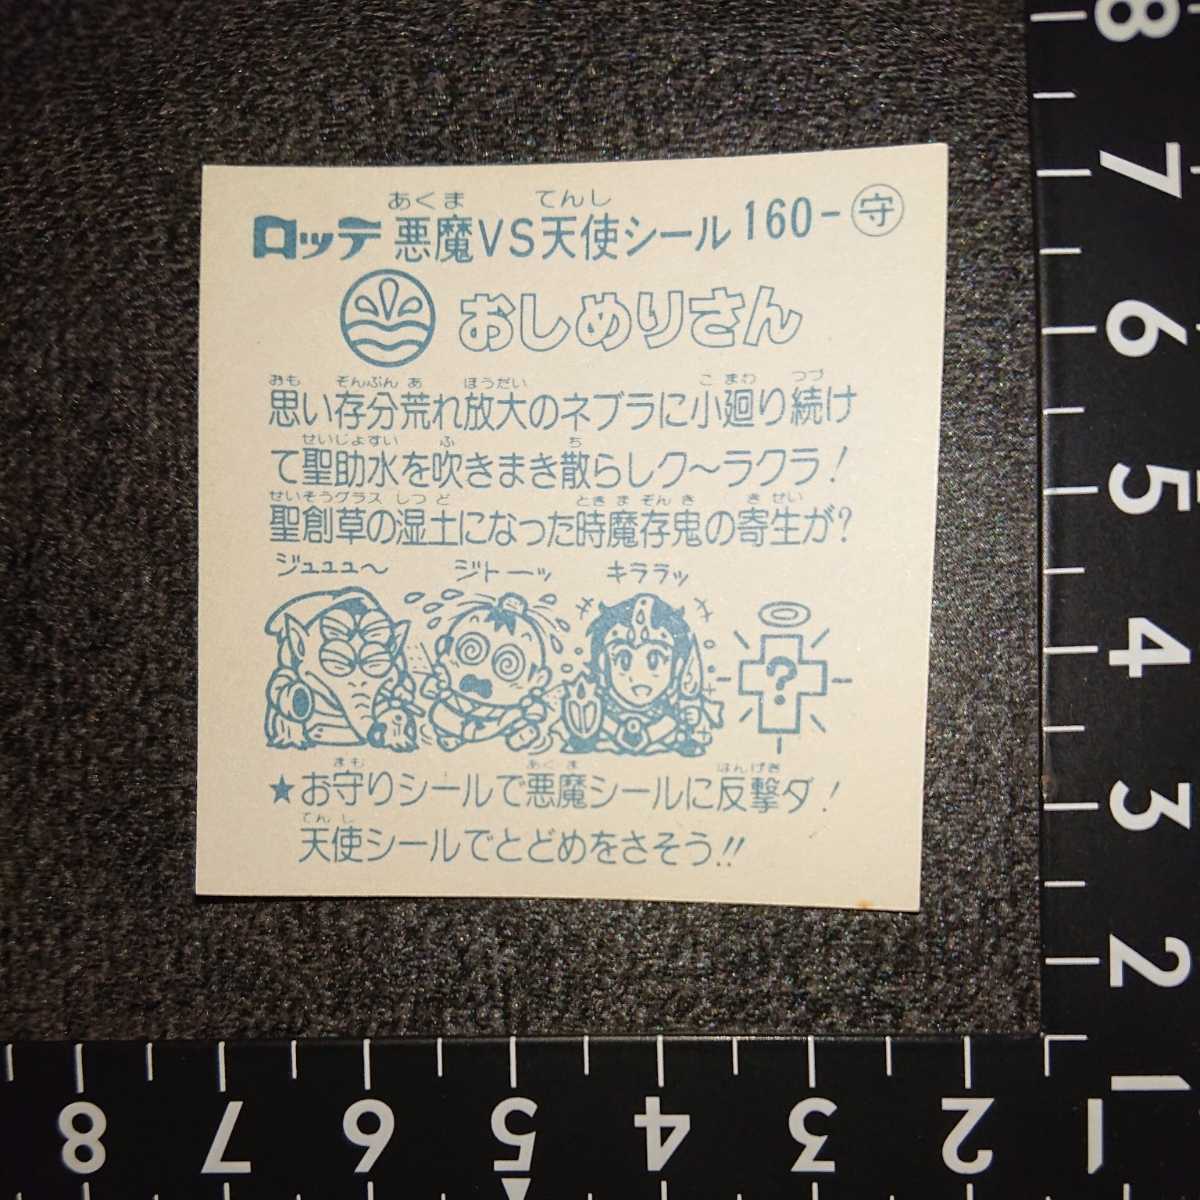 あくま てんし
ロッテ 悪魔VS天使シール 160-守
おしめりさん
おも ぞんぶん あ ほうだい こ まわ つづ
思い存分荒れ放大のネブラに小廻り続け
せいじょすい ふ ち
て聖助水を吹きまき散らしク〜ラクラ!
せいそうグラス しつ ど とき ま ぞん き き せい
聖創草の湿土になった時魔存鬼の寄生が?
ジュュュ〜 ジトーッ キララッ
?
まも あくま はんげき
★お守りシールで悪魔シールに反撃ダ!
てんし
天使シールでとどめをさそう!!
8
7
6
5
4
3
2
1
8 7 6 5 4 3 2 1